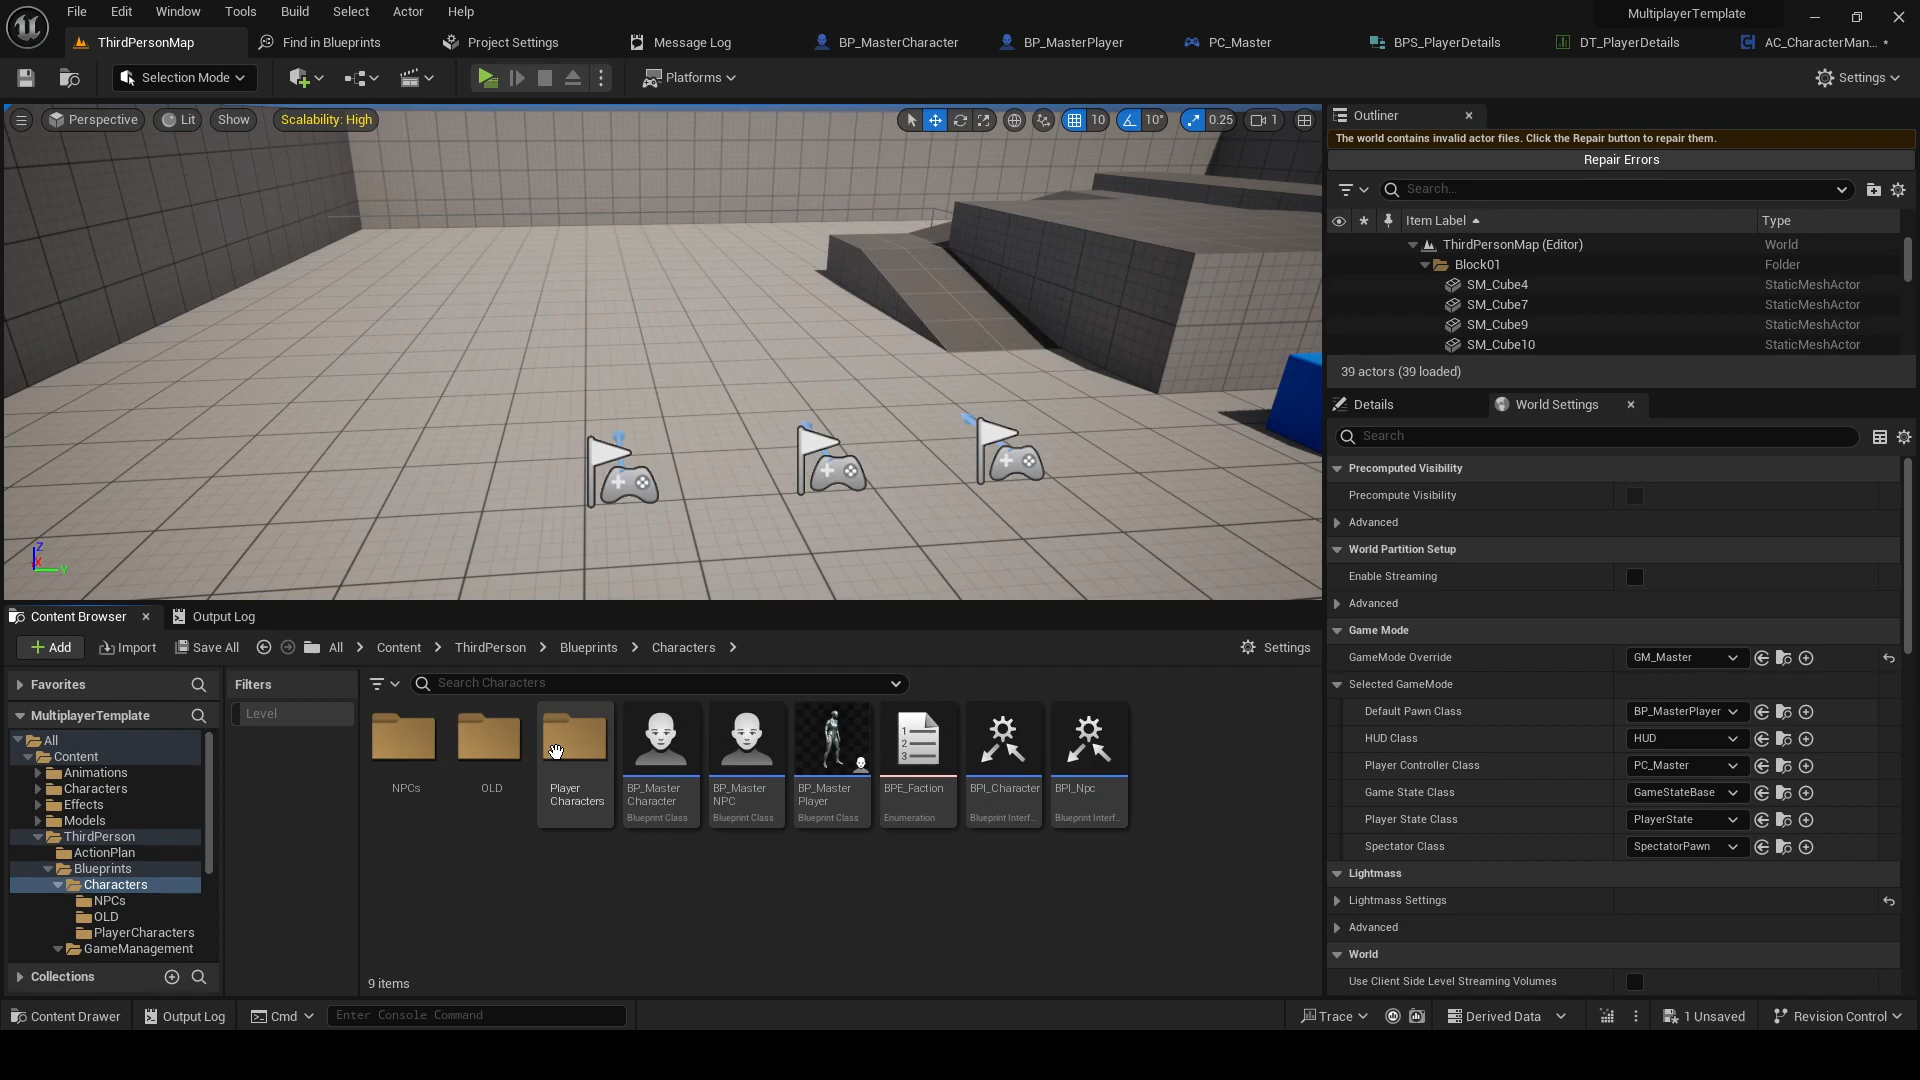 File Edit Window Tools Build Select Actor Help
MultiplayerTemplate
ThirdPersonMap Find in Blueprints Project Settings Message Log BP_MasterCharacter BP_MasterPlayer PC_Master BPS_PlayerDetails DT_PlayerDetails AC_CharacterMan... *
Selection Mode Platforms Settings
Perspective Lit Show Scalability: High 10 10° 0.25 1
Outliner
The world contains invalid actor files. Click the Repair button to repair them.
Repair Errors
Search...
Item Label Type
ThirdPersonMap (Editor) World
Block01 Folder
SM_Cube4 StaticMeshActor
SM_Cube7 StaticMeshActor
SM_Cube9 StaticMeshActor
SM_Cube10 StaticMeshActor
39 actors (39 loaded)
Details World Settings
Search
Precomputed Visibility
Precompute Visibility
Advanced
World Partition Setup
Enable Streaming
Advanced
Game Mode
GameMode Override GM_Master
Selected GameMode
Default Pawn Class BP_MasterPlayer
HUD Class HUD
Player Controller Class PC_Master
Game State Class GameStateBase
Player State Class PlayerState
Spectator Class SpectatorPawn
Lightmass
Lightmass Settings
Advanced
World
Use Client Side Level Streaming Volumes
Z
X
Y
Content Browser Output Log
Add Import Save All All Content ThirdPerson Blueprints Characters Settings
Favorites
MultiplayerTemplate
All
Content
Animations
Characters
Effects
Models
ThirdPerson
ActionPlan
Blueprints
Characters
NPCs
OLD
PlayerCharacters
GameManagement
Collections
Filters
Level
Search Characters
NPCs
OLD
Player
Characters
BP_Master
Character
Blueprint Class
BP_Master
NPC
Blueprint Class
BP_Master
Player
Blueprint Class
BPE_Faction
Enumeration
BPI_Character
Blueprint Interf...
BPI_Npc
Blueprint Interf...
9 items
Content Drawer Output Log Cmd Enter Console Command Trace Derived Data 1 Unsaved Revision Control